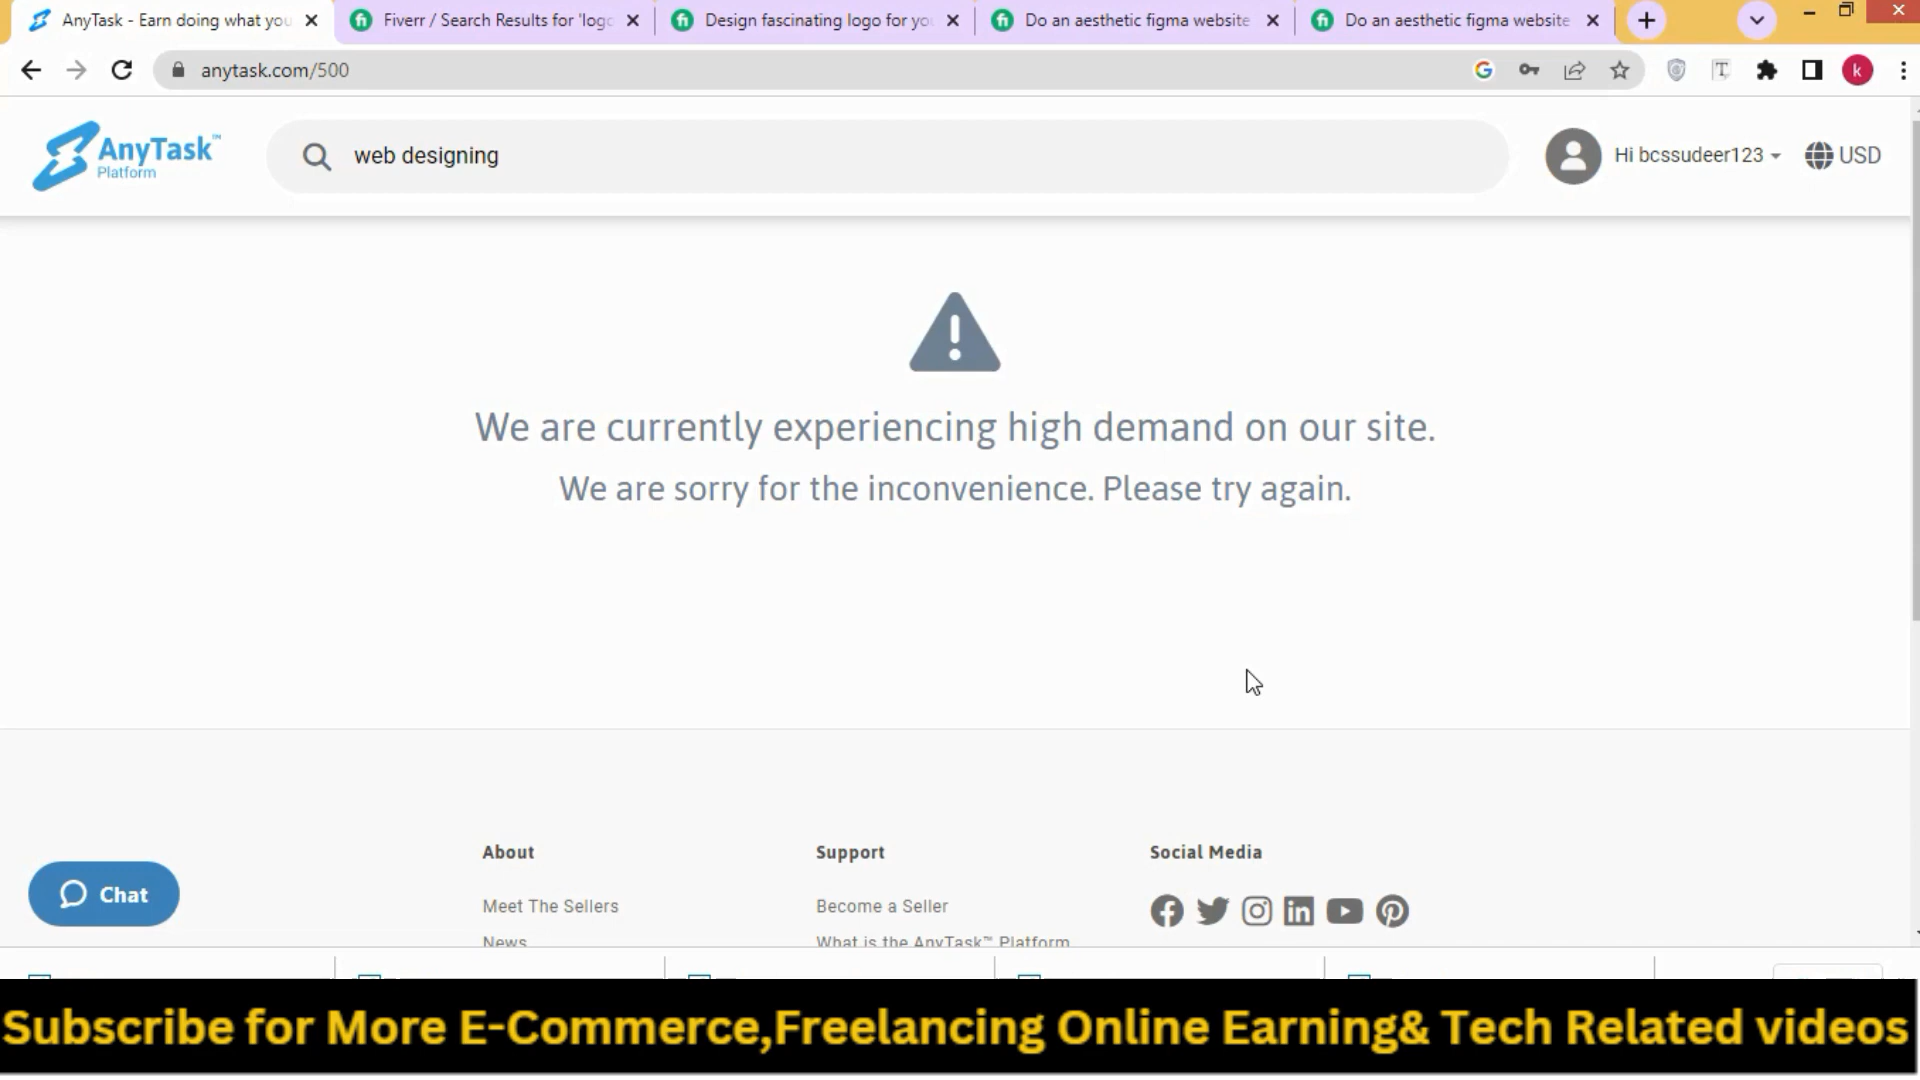 AnyTask - Earn doing what you
Fiverr / Search Results for 'logo
Design fascinating logo for you
Do an aesthetic figma website
Do an aesthetic figma website
anytask.com/500
AnyTask™
Platform
web designing
Hi bcssudeer123
USD
We are currently experiencing high demand on our site.
We are sorry for the inconvenience. Please try again.
About
Support
Social Media
Meet The Sellers
Become a Seller
News
What is the AnyTask™ Platform
Chat
Subscribe for More E-Commerce,Freelancing Online Earning& Tech Related videos